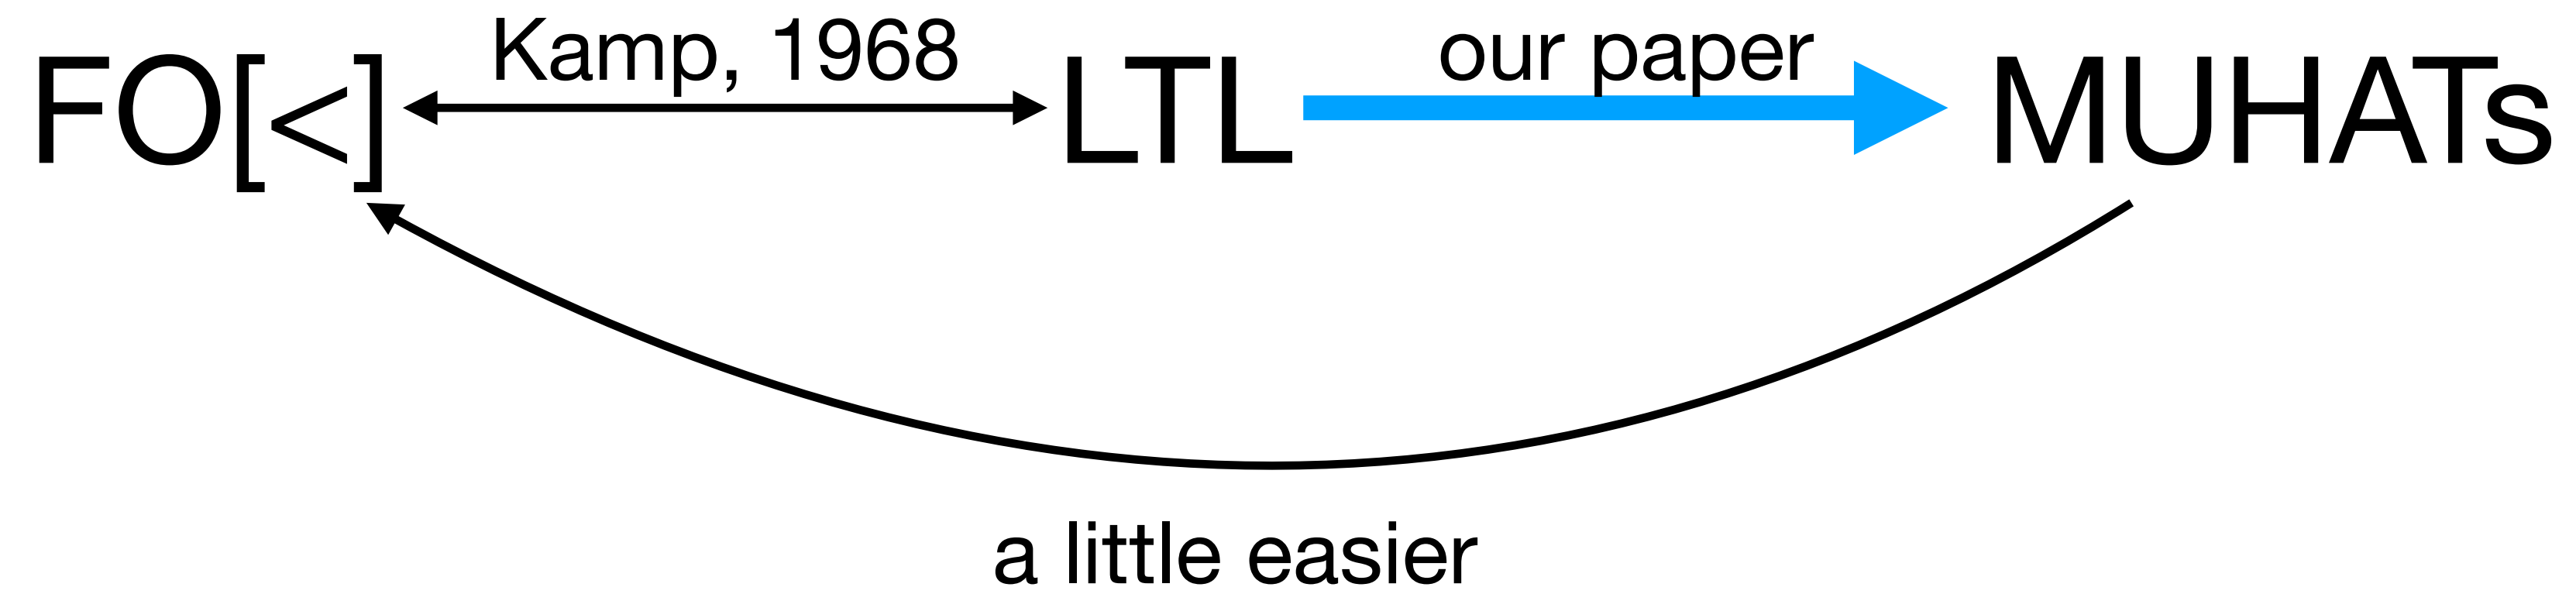 Kamp, 1968
our paper
FO[<]
LTL
MUHATs
a little easier